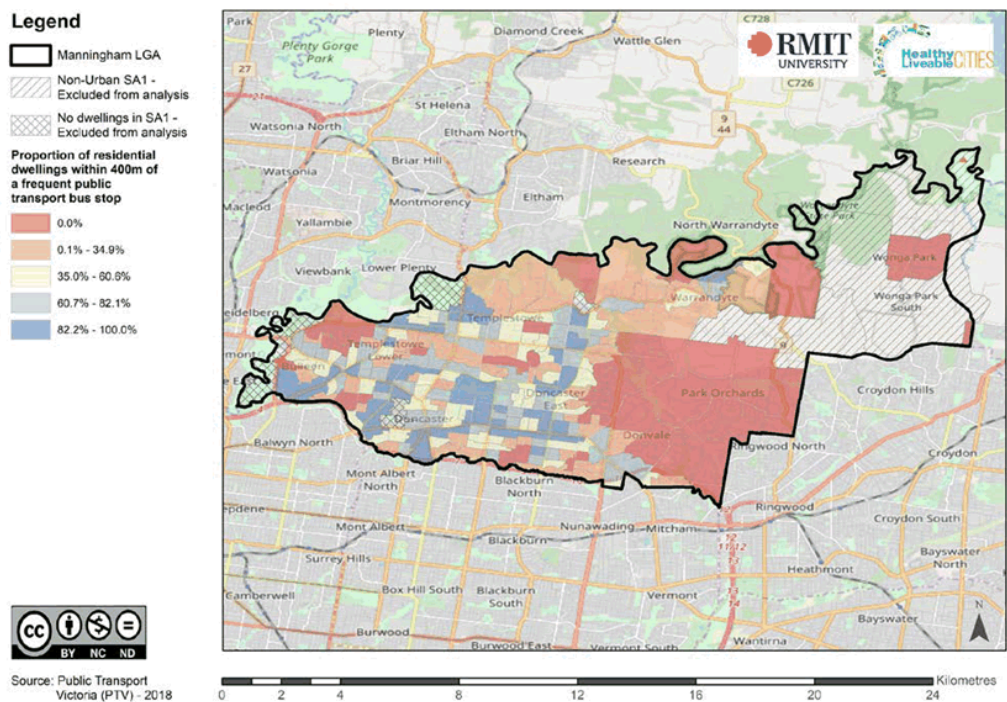 Legend
Manningham LGA
Non-Urban SA1 -
Excluded from analysis
No dwellings in SA1 -
Excluded from analysis
Proportion of residential
dwellings within 400m of
a frequent public
transport bus stop
0.0%
0.1% - 34.9%
35.0% - 60.6%
60.7% - 82.1%
82.2% - 100.0%
CC
BY NC ND
Source: Public Transport
Victoria (PTV) - 2018
RMIT
UNIVERSITY
Healthy
Liveable CITIES
Park
Plenty
Diamond Creek
C728
Wattle Glen
Plenty Gorge
Park
27
C726
St Helena
Watsonia North
Eltham North
9
44
Briar Hill
Research
Watsonia
Montmorency
Eltham
Macleod
Yallambie
North Warrandyte
Viewbank
Lower Plenty
Wonga Park
Warrandyte
Wonga Park
South
Templestowe
Templestowe
Lower
Bulleen
Doncaster
East
Park Orchards
Croydon Hills
Doncaster
Donvale
Balwyn North
Ringwood North
Croydon
Mont Albert
North
Blackburn
North
Ringwood
Nunawading
Mitcham
Croydon South
Mont Albert
Blackburn
Surrey Hills
Heathmont
Bayswater
North
Box Hill South
Blackburn
South
Camberwell
Vermont
Bayswater
Burwood
Wantirna
Burwood East
Vermont South
N
0 2 4 8 12 16 20 24 Kilometres